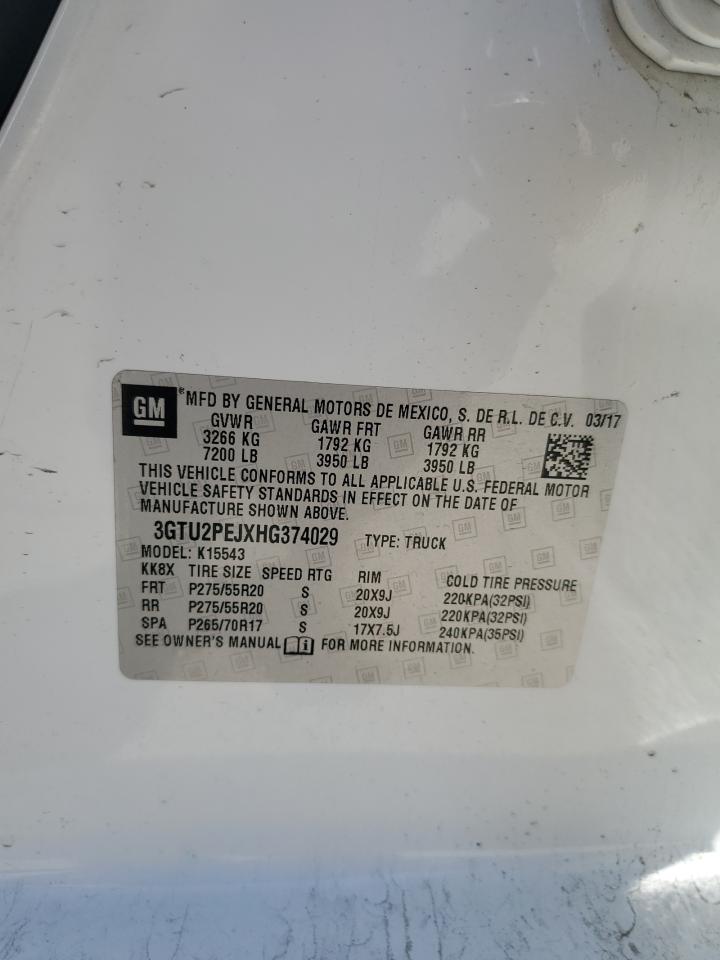 GM ®MFD BY GENERAL MOTORS DE MEXICO, S. DE R.L. DE C.V. 03/17
GVWR GAWR FRT GAWR RR
3266 KG 1792 KG 1792 KG
7200 LB 3950 LB 3950 LB
THIS VEHICLE CONFORMS TO ALL APPLICABLE U.S. FEDERAL MOTOR
VEHICLE SAFETY STANDARDS IN EFFECT ON THE DATE OF
MANUFACTURE SHOWN ABOVE.
3GTU2PEJXHG374029 TYPE: TRUCK
MODEL: K15543
KK8X TIRE SIZE SPEED RTG RIM COLD TIRE PRESSURE
FRT P275/55R20 S 20X9J 220KPA(32PSI)
RR P275/55R20 S 20X9J 220KPA(32PSI)
SPA P265/70R17 S 17X7.5J 240KPA(35PSI)
SEE OWNER'S MANUAL i FOR MORE INFORMATION.